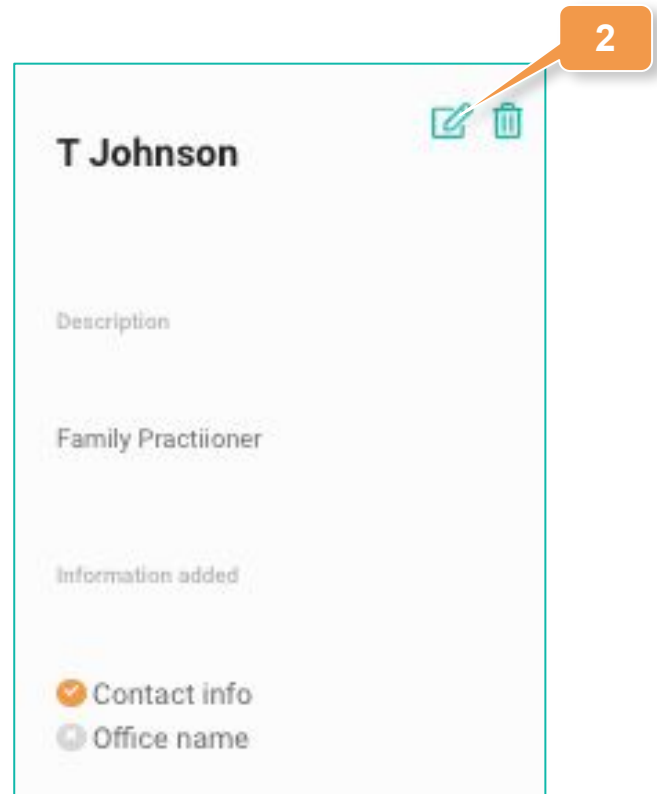 2
T Johnson
Description
Family Practiioner
Information added
Contact info
Office name